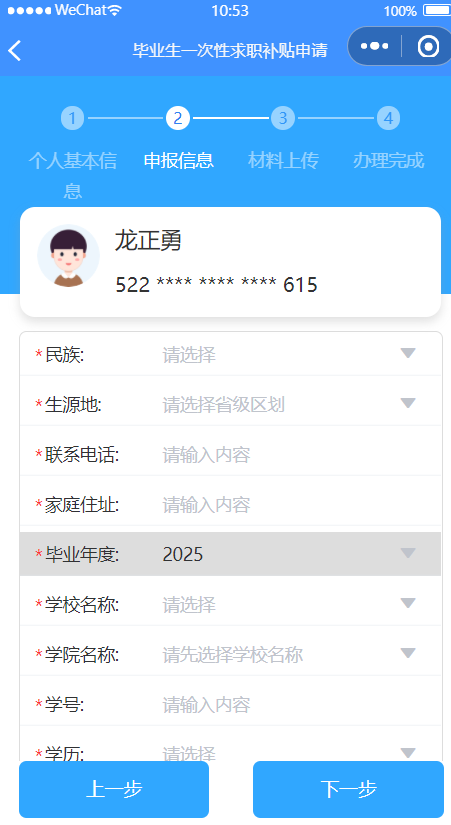 WeChat 10:53 100%
毕业生一次性求职补贴申请
1 2 3 4
个人基本信息 申报信息 材料上传 办理完成
龙正勇
522 **** **** **** 615
*民族: 请选择
*生源地: 请选择省级区划
*联系电话: 请输入内容
*家庭住址: 请输入内容
*毕业年度: 2025
*学校名称: 请选择
*学院名称: 请先选择学校名称
*学号: 请输入内容
*学历: 请选择
上一步 下一步